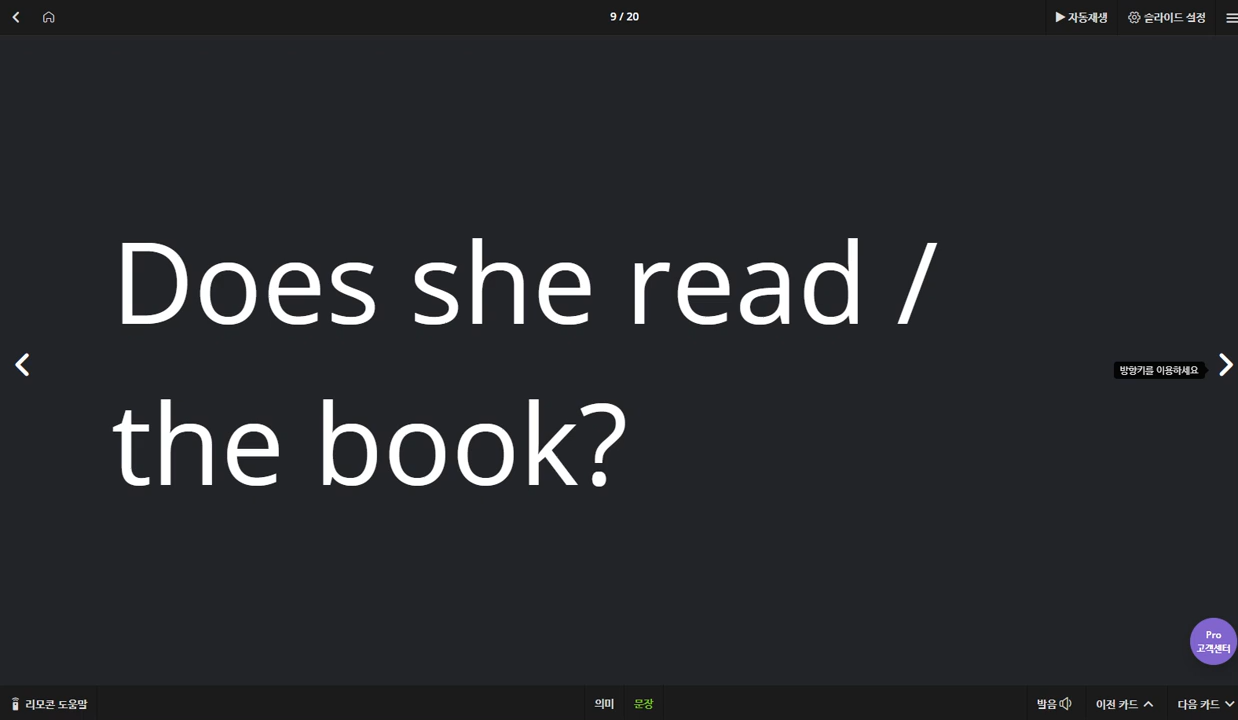 9 / 20
자동재생
슬라이드 설정
Does she read /
the book?
방향키를 이용하세요
Pro
고객센터
리모콘 도움말
의미
문장
발음
이전 카드
다음 카드